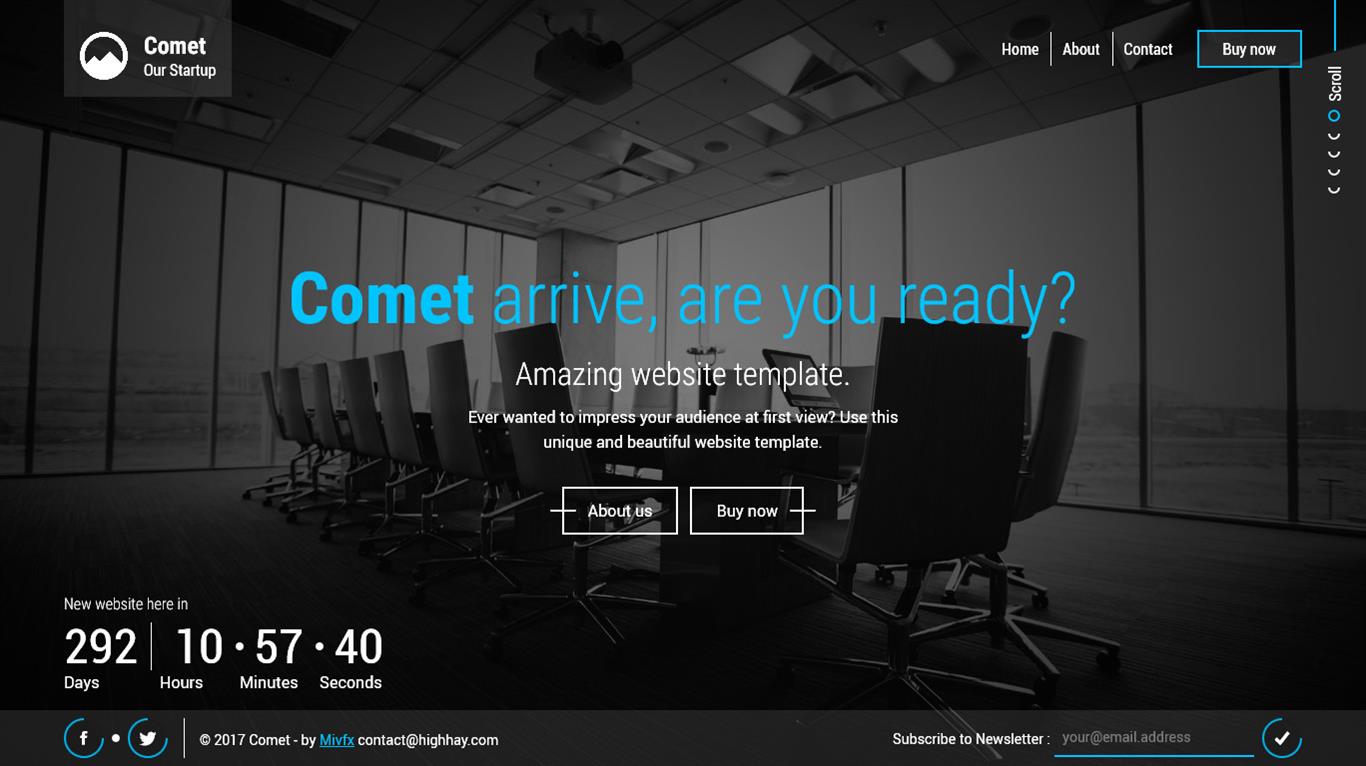 Comet
Our Startup
Home
About
Contact
Buy now
Scroll
Comet arrive, are you ready?
Amazing website template.
Ever wanted to impress your audience at first view? Use this
unique and beautiful website template.
About us
Buy now
New website here in
292 10 • 57 • 40
Days Hours Minutes Seconds
© 2017 Comet - by Mivfx contact@highhay.com
Subscribe to Newsletter : your@email.address